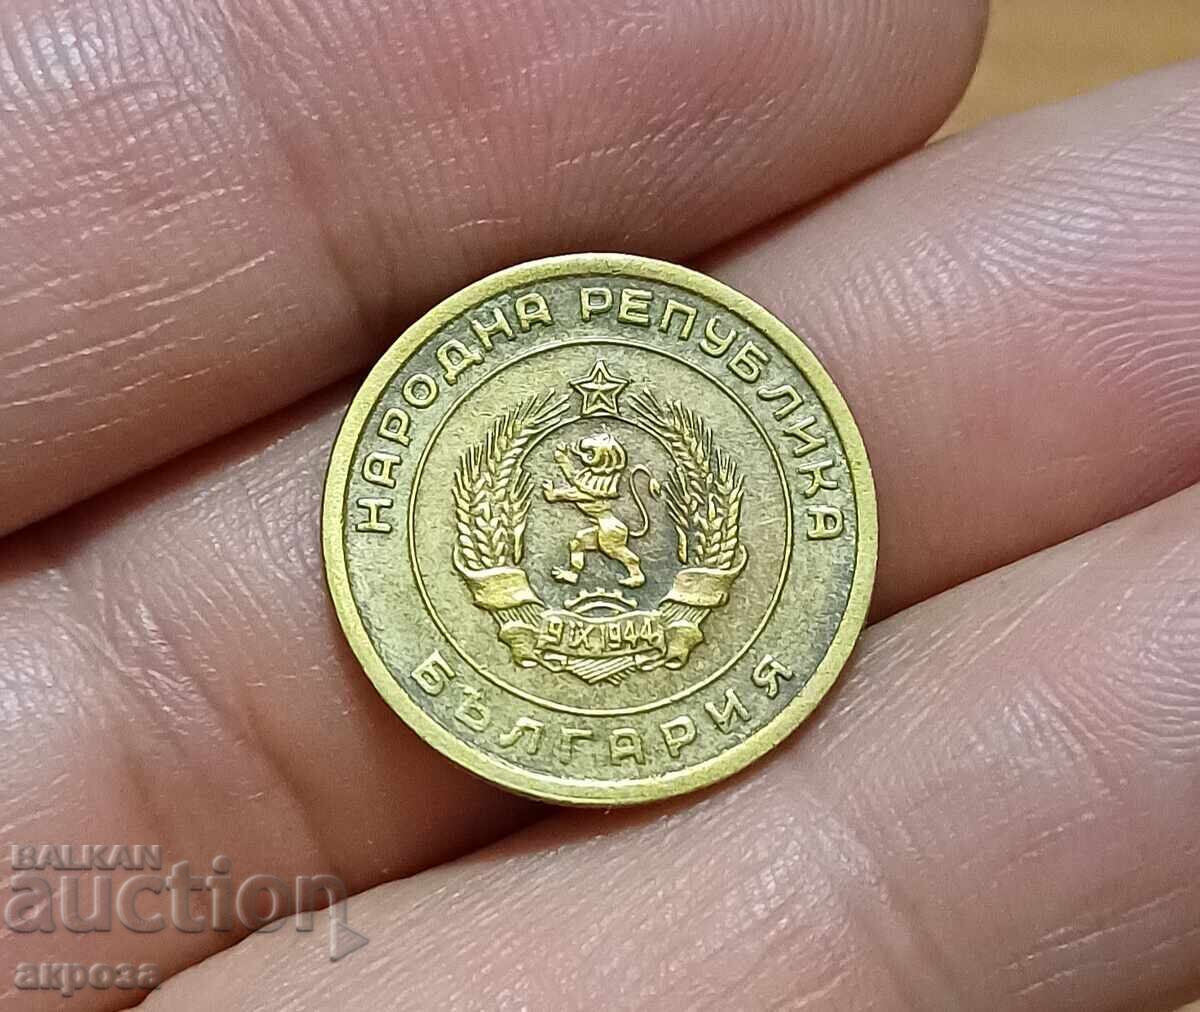 НАРОДНА РЕПУБЛИКА
9 IX 1944
БЪЛГАРИЯ
BALKAN
auction
акроза